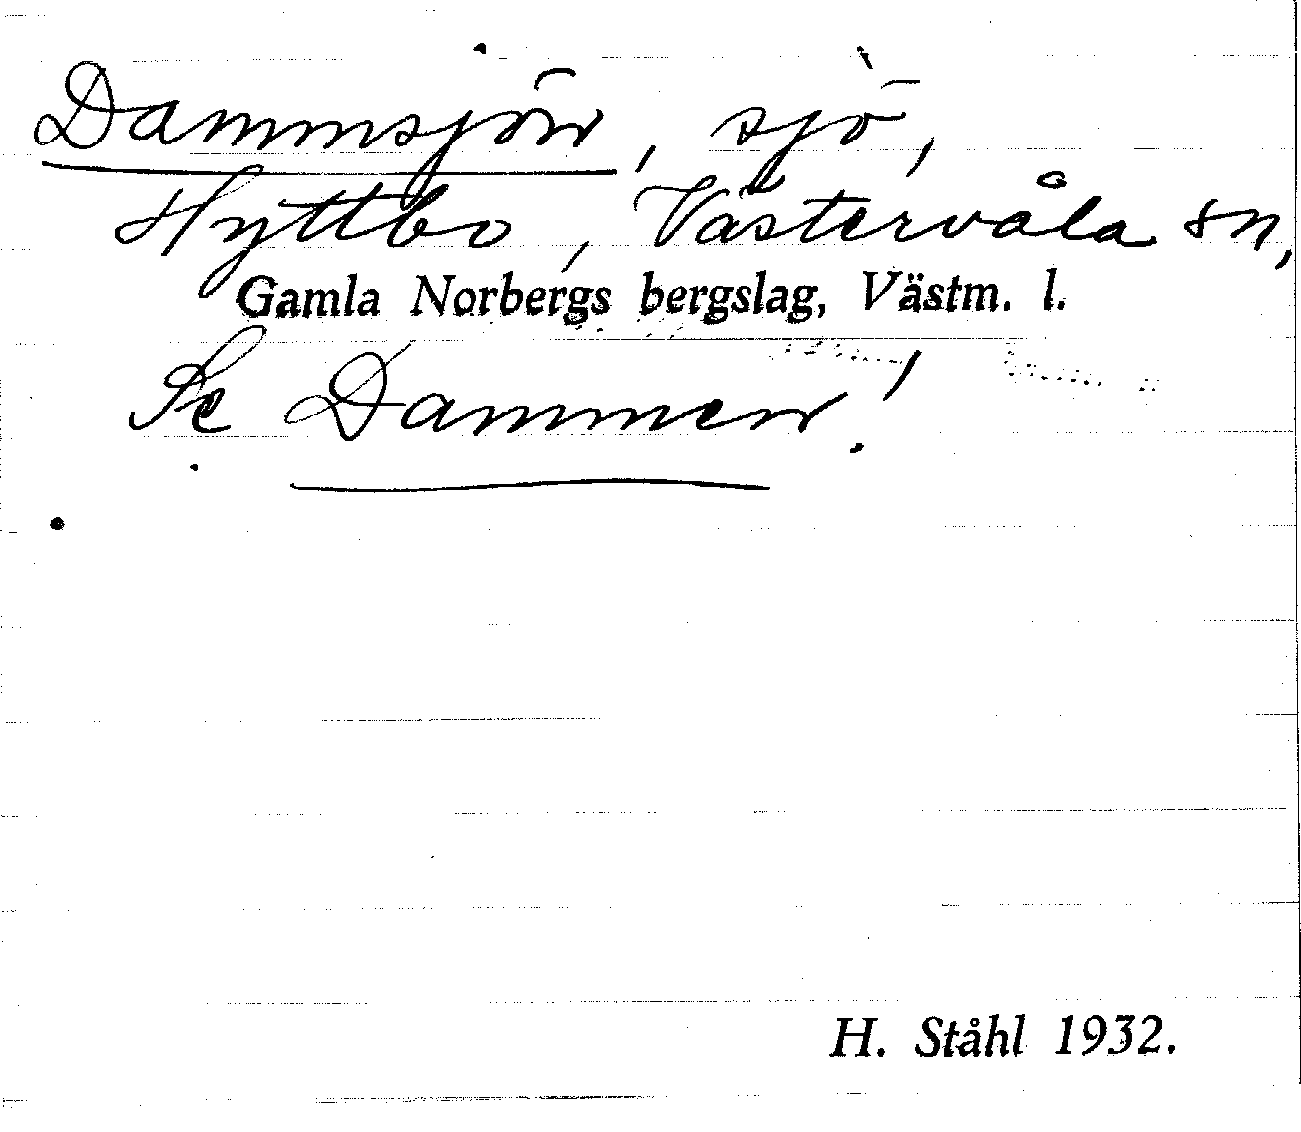 Dammsjön, sjö,
Hyttbo, Västervåla sn,
Gamla Norbergs bergslag, Västm. l.
Se Dammen!
H. Ståhl 1932.